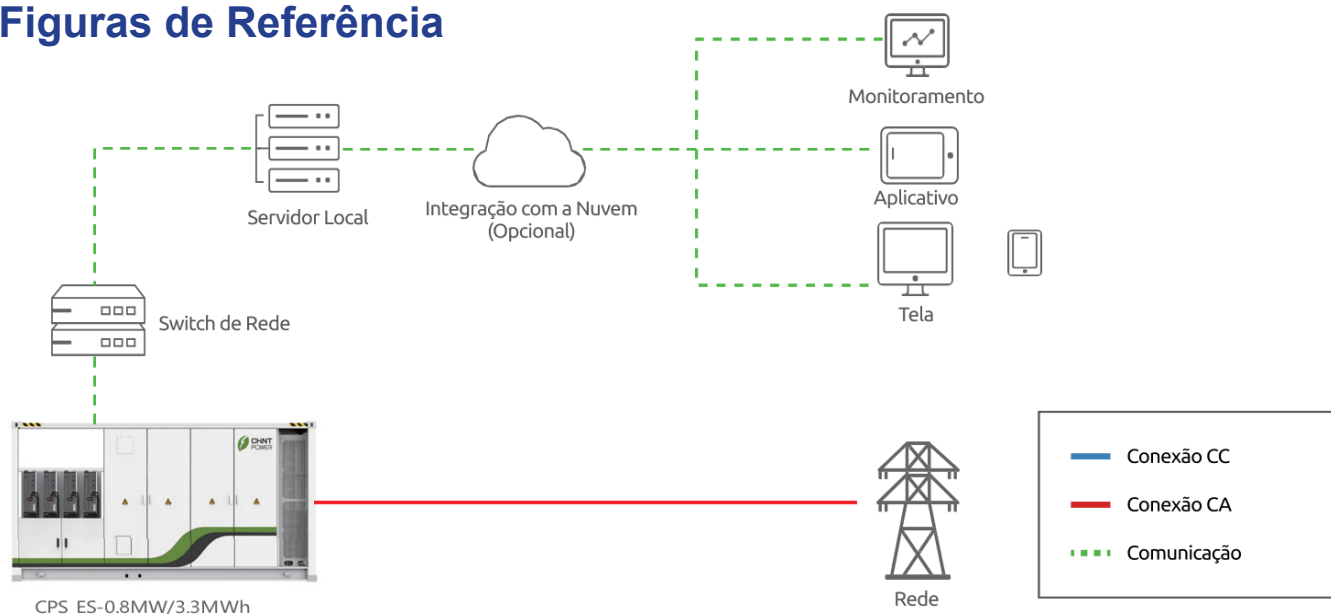 Figuras de Referência
Monitoramento
Servidor Local
Integração com a Nuvem
(Opcional)
Aplicativo
Tela
Switch de Rede
CHNT
POWER
CPS ES-0.8MW/3.3MWh
Rede
Conexão CC
Conexão CA
Comunicação